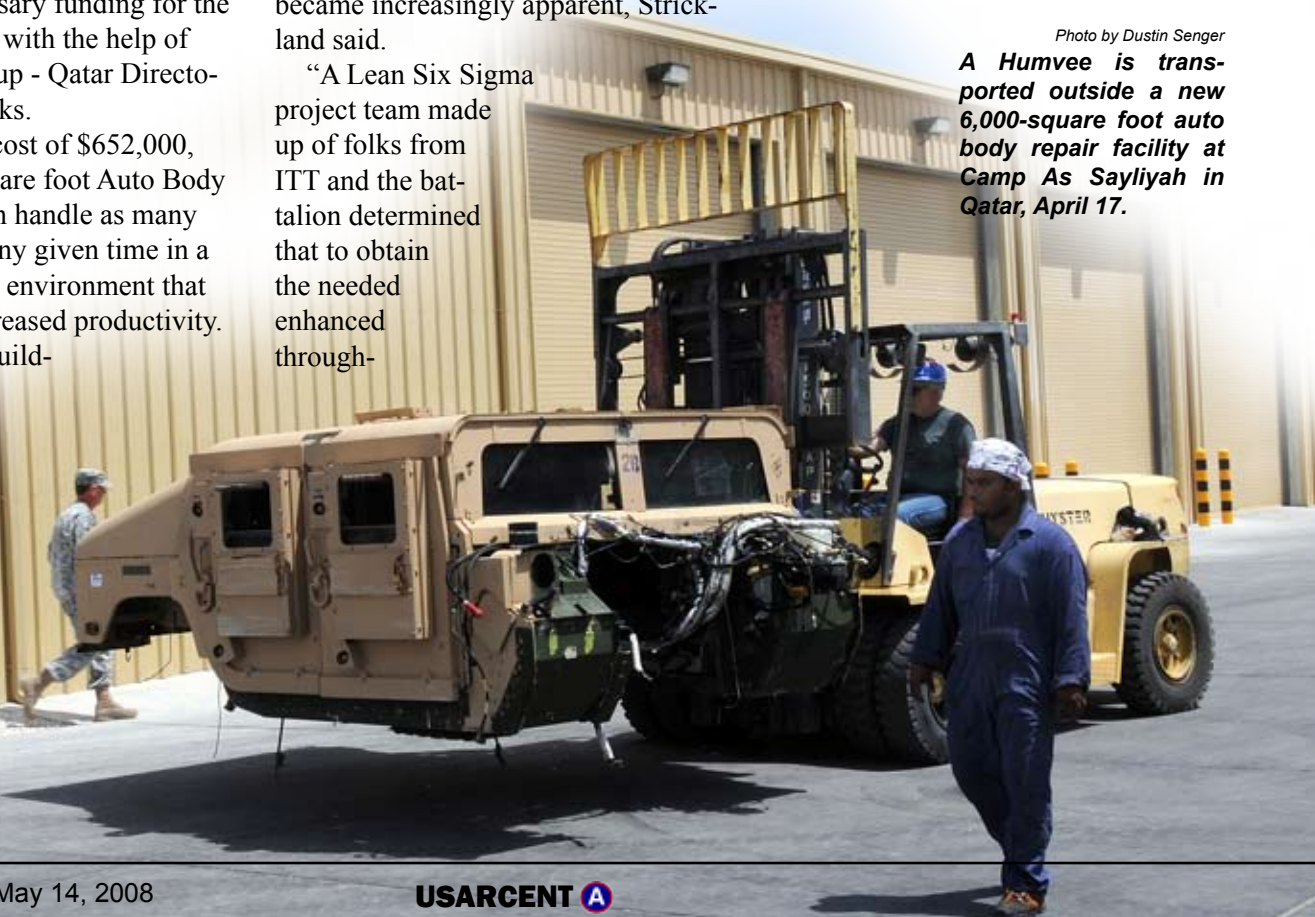 sary funding for the
with the help of
up - Qatar Directo-
ks.
cost of $652,000,
are foot Auto Body
n handle as many
ny given time in a
environment that
reased productivity.
uild-
became increasingly apparent, Strick-
land said.
“A Lean Six Sigma
project team made
up of folks from
ITT and the bat-
talion determined
that to obtain
the needed
enhanced
through-
Photo by Dustin Senger
A Humvee is trans-
ported outside a new
6,000-square foot auto
body repair facility at
Camp As Sayliyah in
Qatar, April 17.
HYSTER
May 14, 2008
USARCENT A